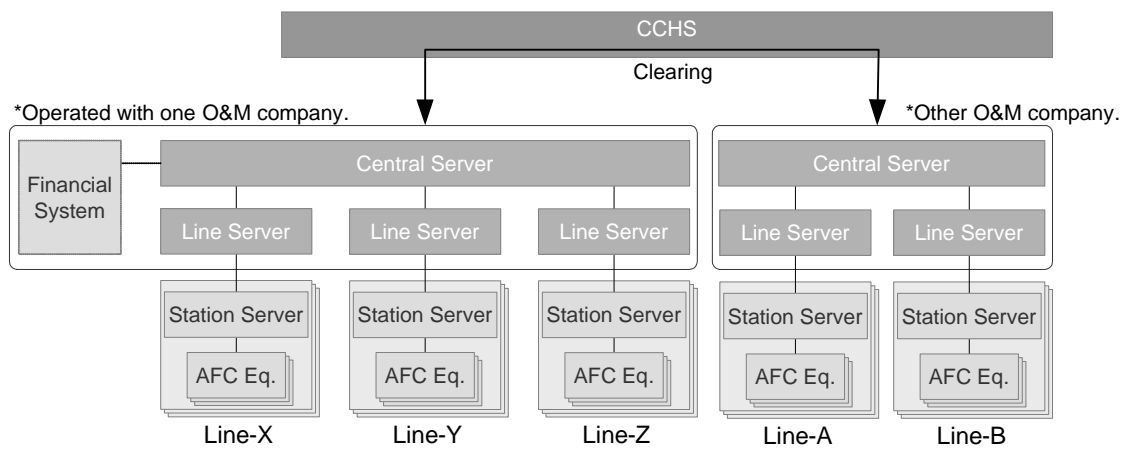 CCHS
Clearing
*Operated with one O&M company.
*Other O&M company.
Financial
System
Central Server
Central Server
Line Server
Line Server
Line Server
Line Server
Line Server
Station Server
Station Server
Station Server
Station Server
Station Server
AFC Eq.
AFC Eq.
AFC Eq.
AFC Eq.
AFC Eq.
Line-X
Line-Y
Line-Z
Line-A
Line-B